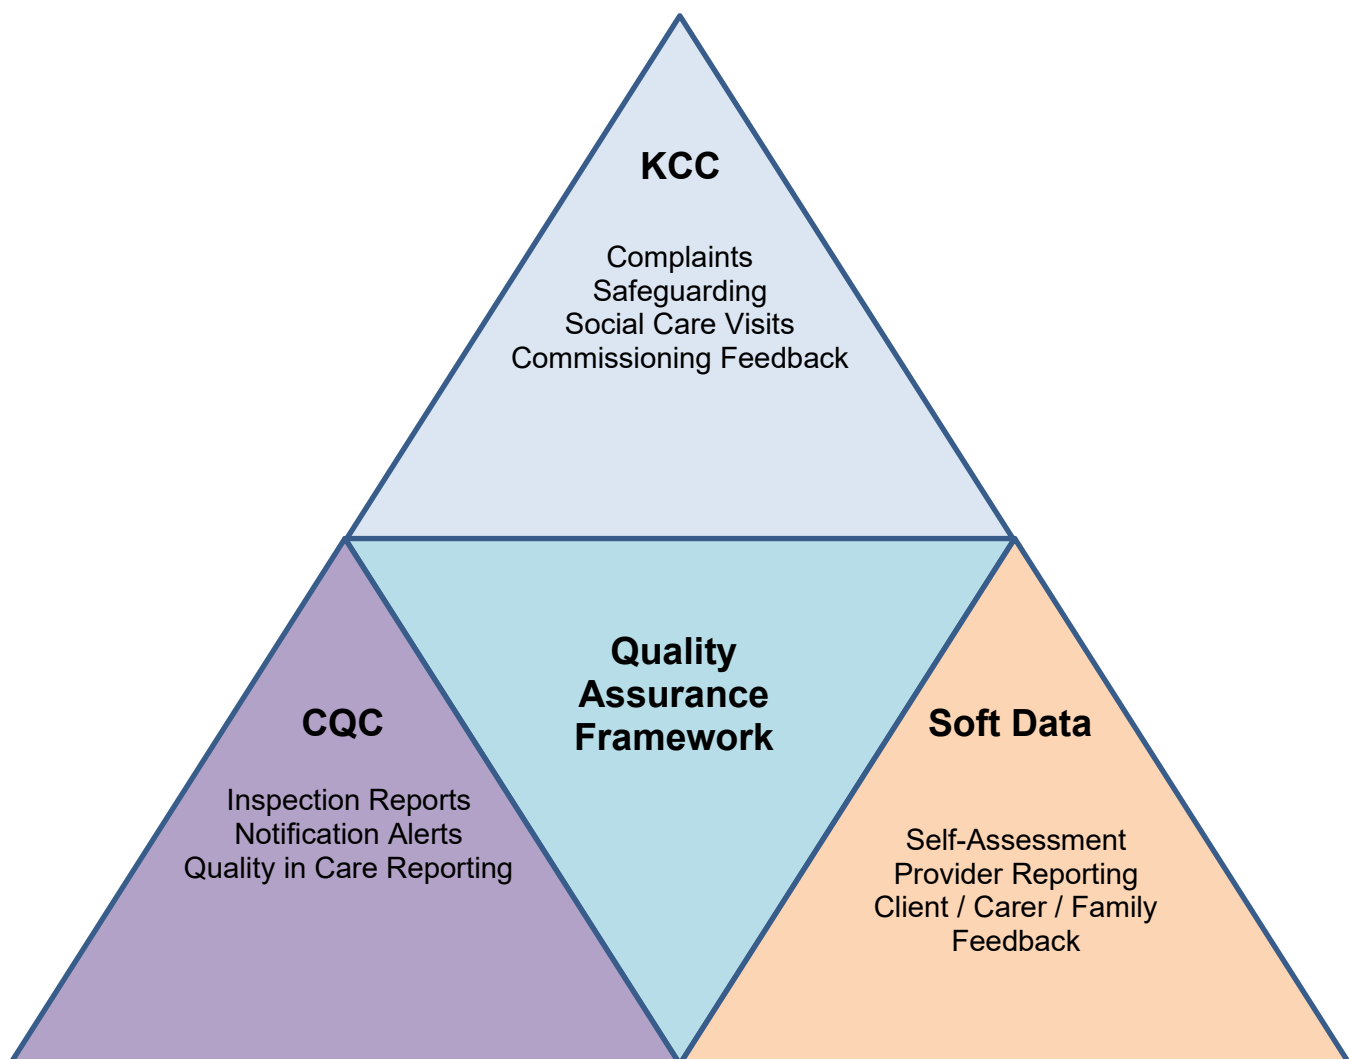 KCC
Complaints
Safeguarding
Social Care Visits
Commissioning Feedback
Quality
Assurance
Framework
CQC
Inspection Reports
Notification Alerts
Quality in Care Reporting
Soft Data
Self-Assessment
Provider Reporting
Client / Carer / Family
Feedback